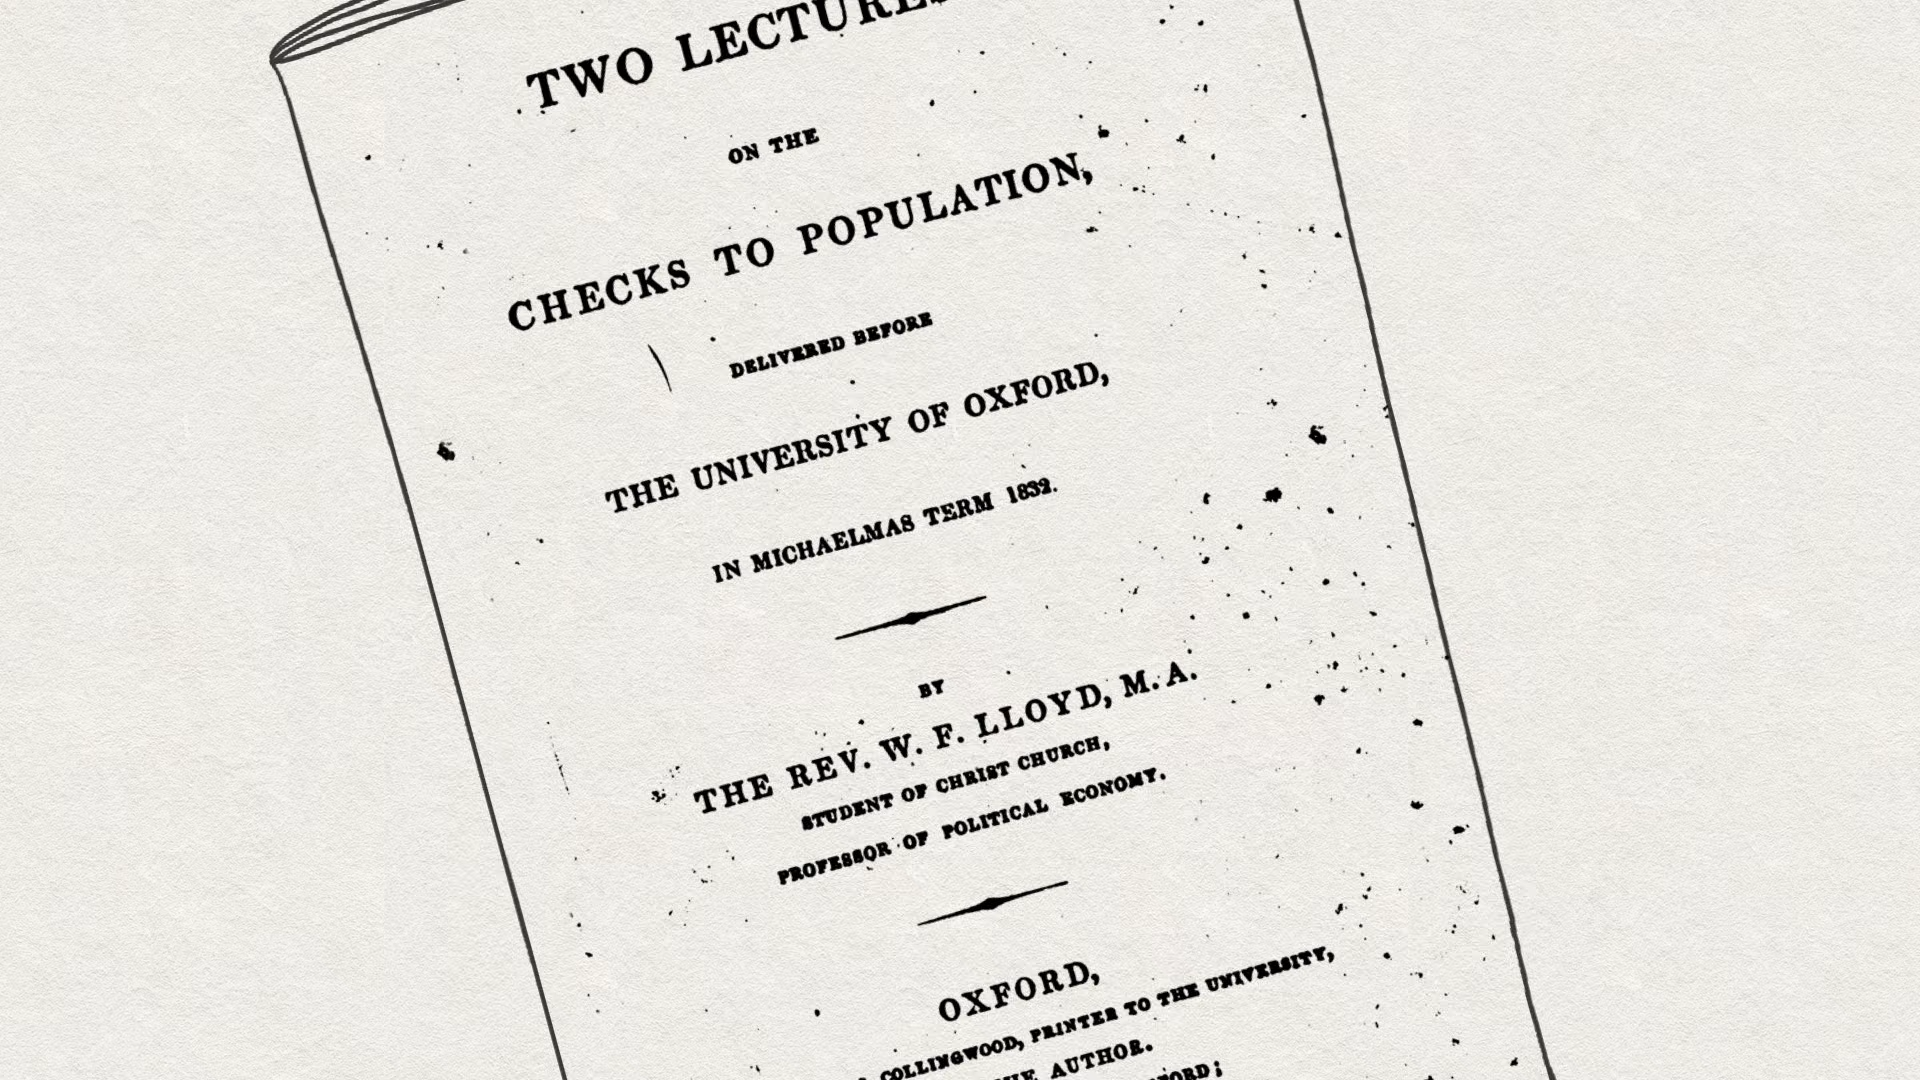 TWO LECTURES
ON THE
CHECKS TO POPULATION,
DELIVERED BEFORE
THE UNIVERSITY OF OXFORD,
IN MICHAELMAS TERM 1832.
BY
THE REV. W. F. LLOYD, M. A.
STUDENT OF CHRIST CHURCH,
PROFESSOR OF POLITICAL ECONOMY.
OXFORD,
COLLINGWOOD, PRINTER TO THE UNIVERSITY,
THE AUTHOR.